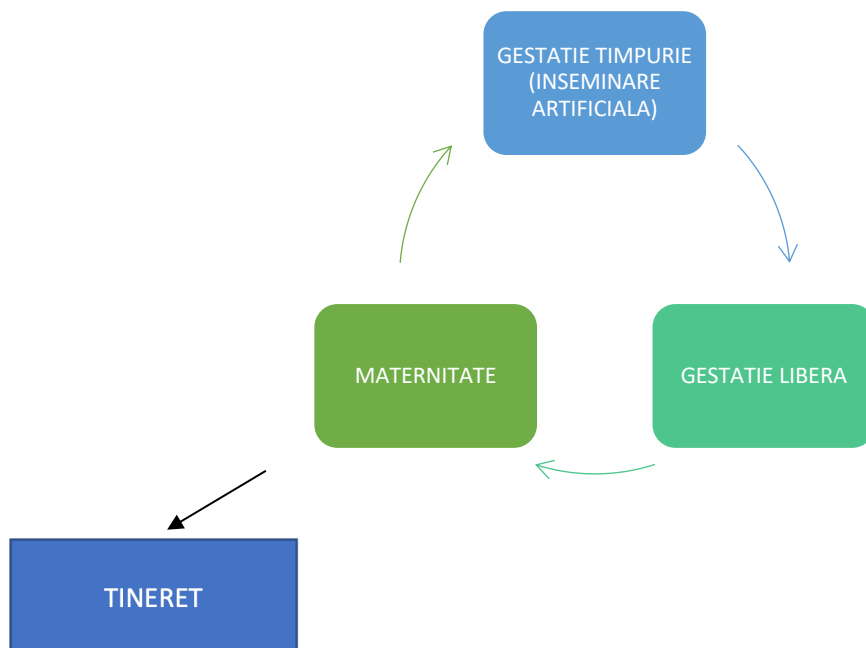 GESTATIE TIMPURIE
(INSEMINARE
ARTIFICIALA)
MATERNITATE
GESTATIE LIBERA
TINERET